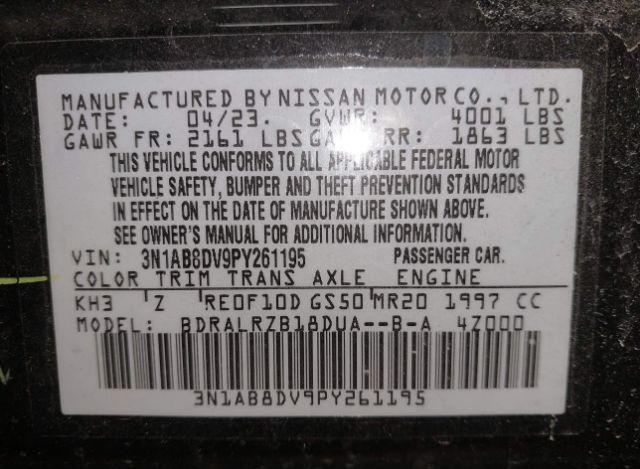 MANUFACTURED BY NISSAN MOTOR CO., LTD.
DATE: 04/23. GVWR: 4001 LBS
GAWR FR: 2161 LBS GAWR RR: 1863 LBS
THIS VEHICLE CONFORMS TO ALL APPLICABLE FEDERAL MOTOR
VEHICLE SAFETY, BUMPER AND THEFT PREVENTION STANDARDS
IN EFFECT ON THE DATE OF MANUFACTURE SHOWN ABOVE.
SEE OWNER'S MANUAL FOR ADDITIONAL INFORMATION.
VIN: 3N1AB8DV9PY261195 PASSENGER CAR.
COLOR TRIM TRANS AXLE ENGINE
KH3 Z RE0F10D GS50 MR20 1997 CC
MODEL: BDRALRZB18DUA--B-A 4Z000
3N1AB8DV9PY261195